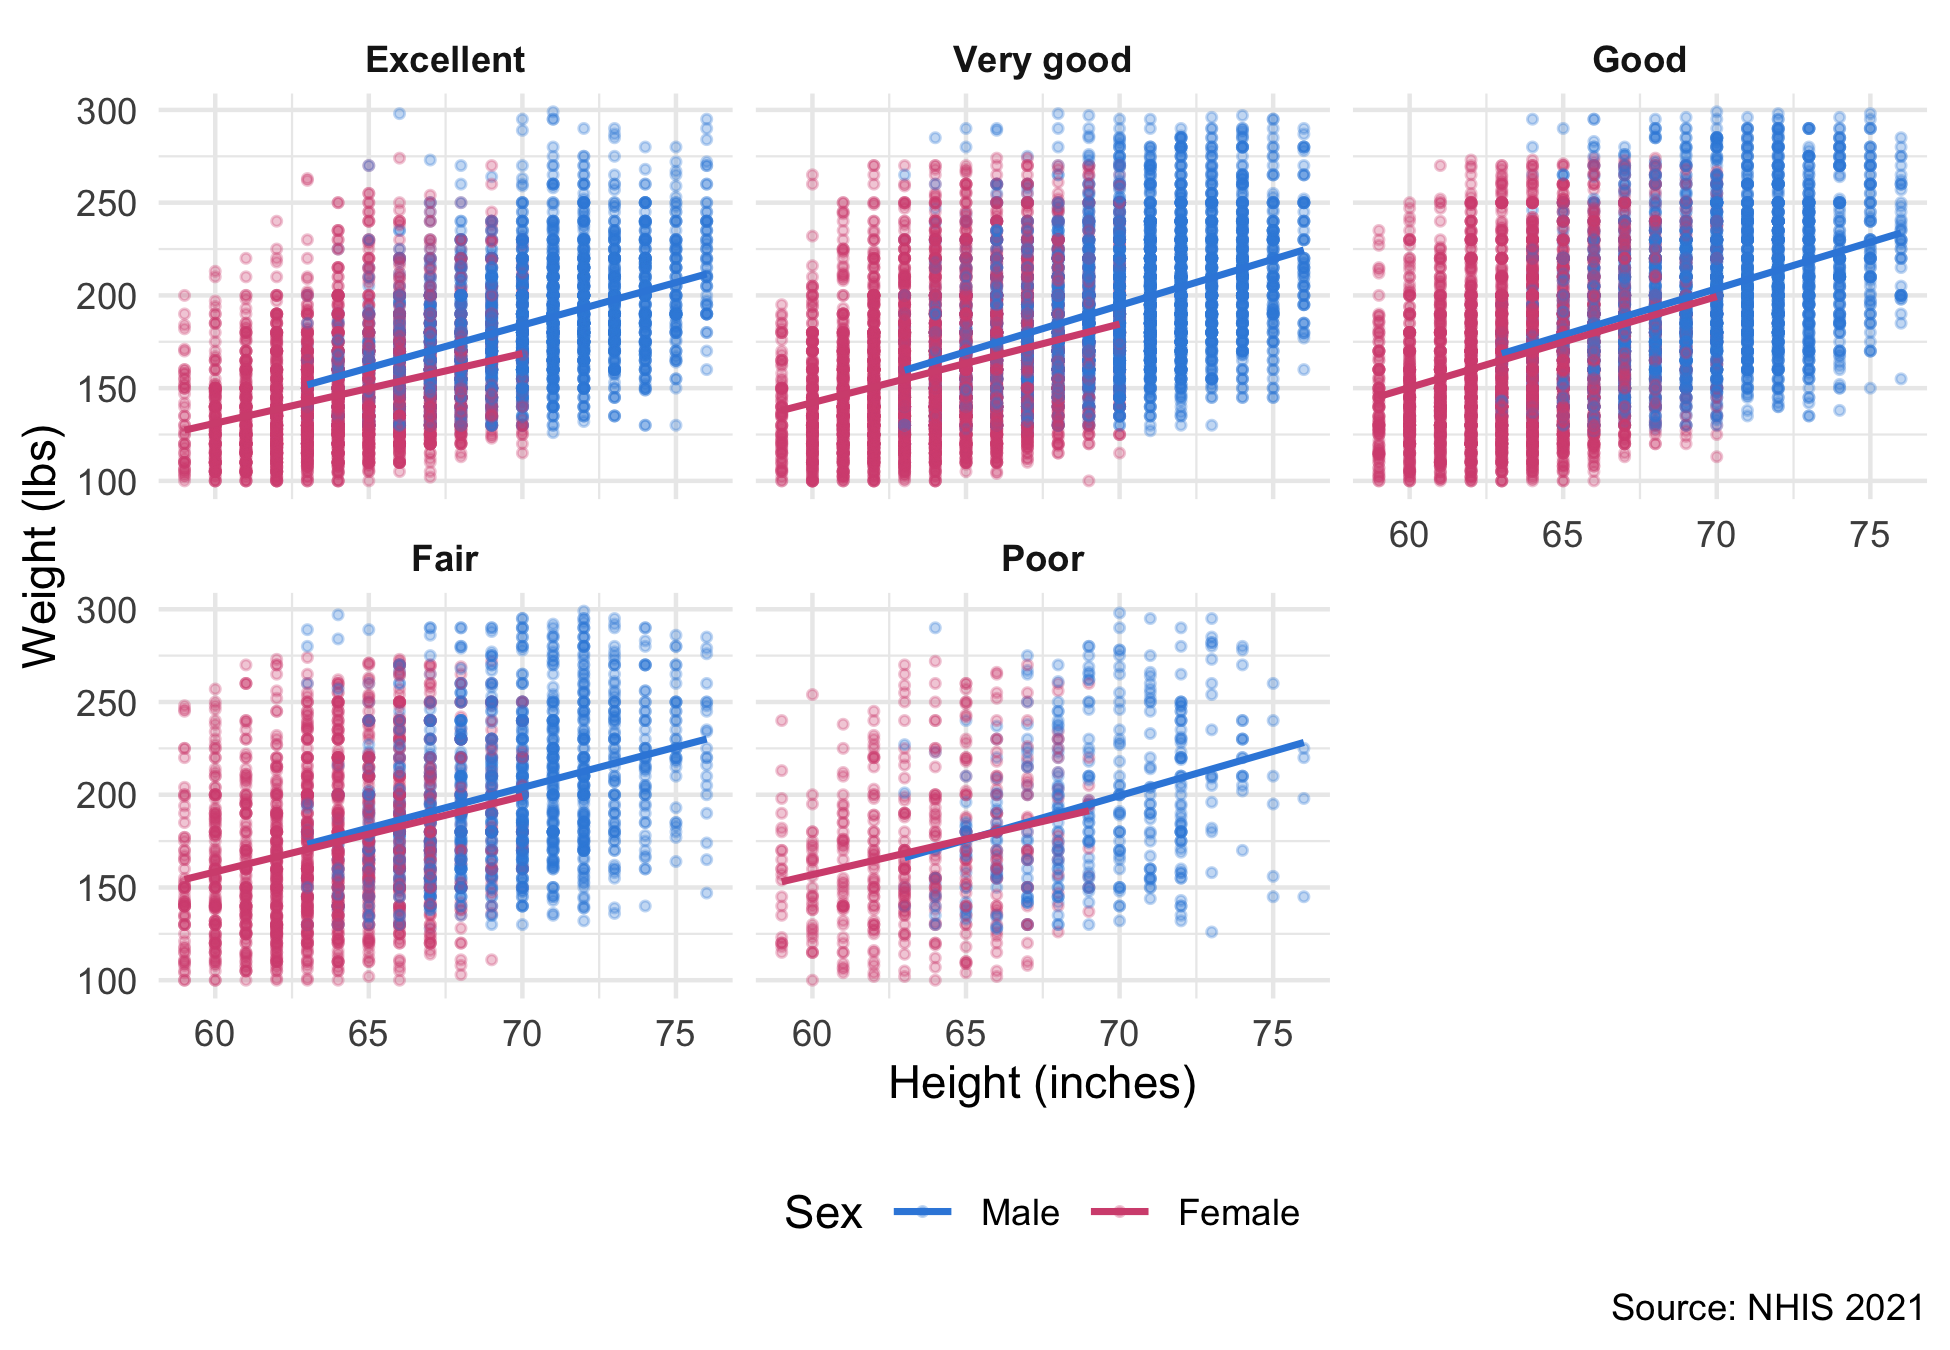 Excellent
Very good
Good
300
250
200
150
100
60 65 70 75
Fair
Poor
300
250
200
150
100
60 65 70 75
60 65 70 75
Weight (lbs)
Height (inches)
Sex Male Female
Source: NHIS 2021